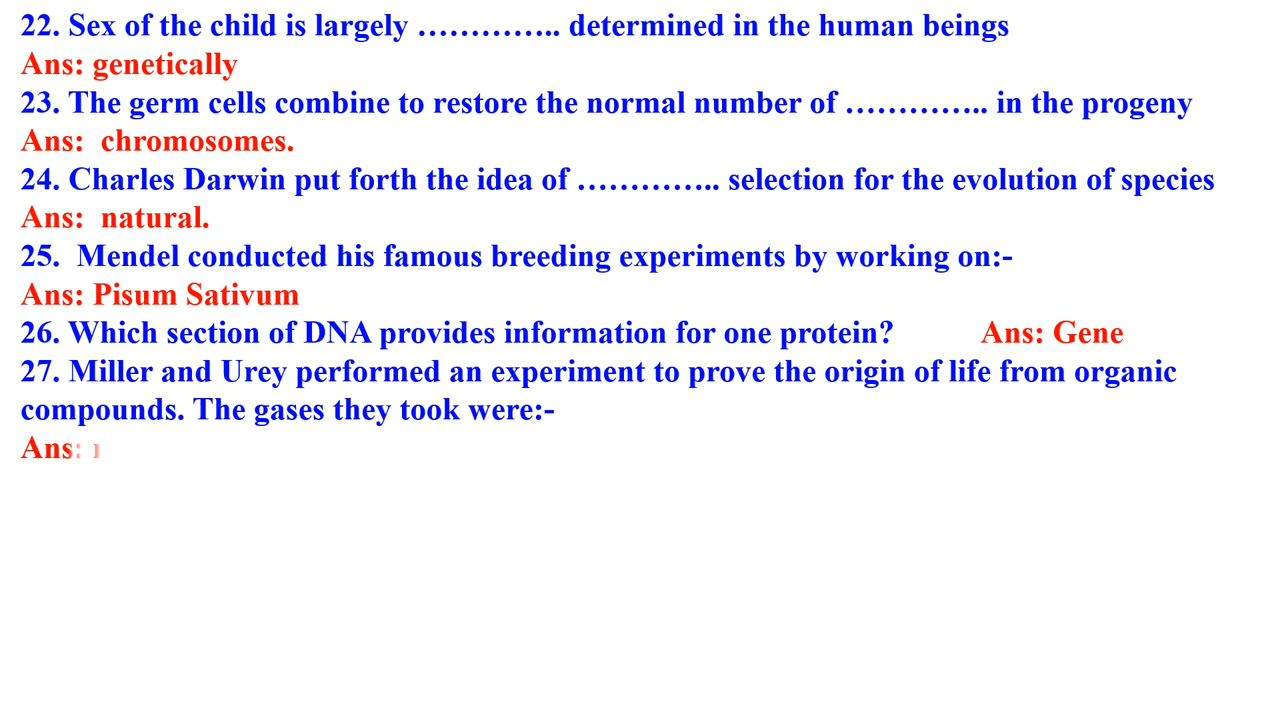 22. Sex of the child is largely ………….. determined in the human beings
Ans: genetically
23. The germ cells combine to restore the normal number of ………….. in the progeny
Ans:  chromosomes.
24. Charles Darwin put forth the idea of ………….. selection for the evolution of species
Ans:  natural.
25.  Mendel conducted his famous breeding experiments by working on:-
Ans: Pisum Sativum
26. Which section of DNA provides information for one protein? Ans: Gene
27. Miller and Urey performed an experiment to prove the origin of life from organic
compounds. The gases they took were:-
Ans: